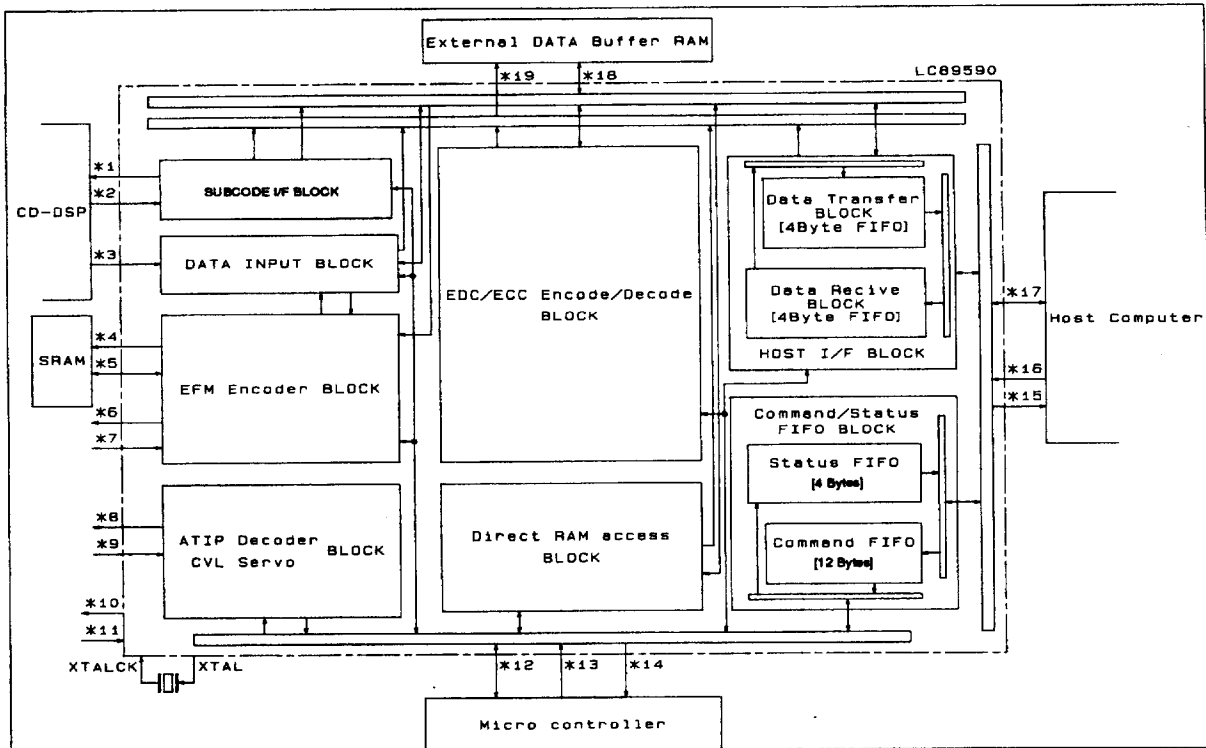 External DATA Buffer RAM
*19
*18
LC89590
*1
*2
CD-DSP
*3
SUBCODE I/F BLOCK
DATA INPUT BLOCK
EDC/ECC Encode/Decode
BLOCK
Data Transfer
BLOCK
[4Byte FIFO]
Data Recive
BLOCK
[4Byte FIFO]
HOST I/F BLOCK
*17
Host Computer
*16
*15
SRAM
*4
*5
*6
*7
EFM Encoder BLOCK
Command/Status
FIFO BLOCK
Status FIFO
[4 Bytes]
Command FIFO
[12 Bytes]
*8
*9
ATIP Decoder
CVL Servo
BLOCK
Direct RAM access
BLOCK
*10
*11
XTALCK
XTAL
*12
*13
*14
Micro controller